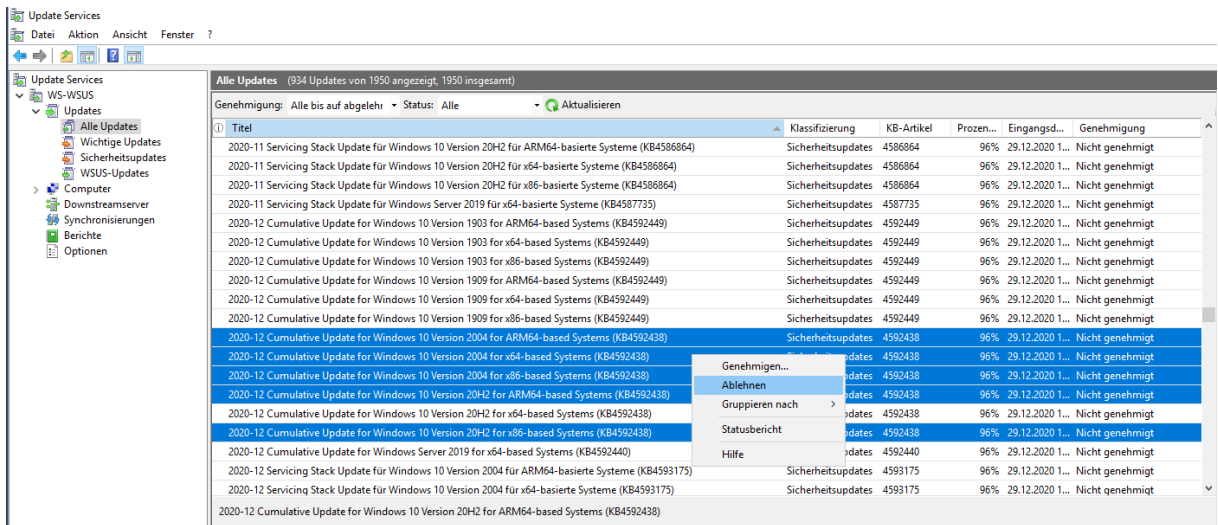 Update Services
Datei Aktion Ansicht Fenster ?
Update Services
WS-WSUS
Updates
Alle Updates
Wichtige Updates
Sicherheitsupdates
WSUS-Updates
Computer
Downstreamserver
Synchronisierungen
Berichte
Optionen
Alle Updates (934 Updates von 1950 angezeigt, 1950 insgesamt)
Genehmigung: Alle bis auf abgelehr Status: Alle Aktualisieren
Titel Klassifizierung KB-Artikel Prozen... Eingangsd... Genehmigung
2020-11 Servicing Stack Update für Windows 10 Version 20H2 für ARM64-basierte Systeme (KB4586864) Sicherheitsupdates 4586864 96% 29.12.2020 1... Nicht genehmigt
2020-11 Servicing Stack Update für Windows 10 Version 20H2 für x64-basierte Systeme (KB4586864) Sicherheitsupdates 4586864 96% 29.12.2020 1... Nicht genehmigt
2020-11 Servicing Stack Update für Windows 10 Version 20H2 für x86-basierte Systeme (KB4586864) Sicherheitsupdates 4586864 96% 29.12.2020 1... Nicht genehmigt
2020-11 Servicing Stack Update für Windows Server 2019 für x64-basierte Systeme (KB4587735) Sicherheitsupdates 4587735 96% 29.12.2020 1... Nicht genehmigt
2020-12 Cumulative Update for Windows 10 Version 1903 for ARM64-based Systems (KB4592449) Sicherheitsupdates 4592449 96% 29.12.2020 1... Nicht genehmigt
2020-12 Cumulative Update for Windows 10 Version 1903 for x64-based Systems (KB4592449) Sicherheitsupdates 4592449 96% 29.12.2020 1... Nicht genehmigt
2020-12 Cumulative Update for Windows 10 Version 1903 for x86-based Systems (KB4592449) Sicherheitsupdates 4592449 96% 29.12.2020 1... Nicht genehmigt
2020-12 Cumulative Update for Windows 10 Version 1909 for ARM64-based Systems (KB4592449) Sicherheitsupdates 4592449 96% 29.12.2020 1... Nicht genehmigt
2020-12 Cumulative Update for Windows 10 Version 1909 for x64-based Systems (KB4592449) Sicherheitsupdates 4592449 96% 29.12.2020 1... Nicht genehmigt
2020-12 Cumulative Update for Windows 10 Version 1909 for x86-based Systems (KB4592449) Sicherheitsupdates 4592449 96% 29.12.2020 1... Nicht genehmigt
2020-12 Cumulative Update for Windows 10 Version 2004 for ARM64-based Systems (KB4592438) Sicherheitsupdates 4592438 96% 29.12.2020 1... Nicht genehmigt
2020-12 Cumulative Update for Windows 10 Version 2004 for x64-based Systems (KB4592438) pdates 4592438 96% 29.12.2020 1... Nicht genehmigt
2020-12 Cumulative Update for Windows 10 Version 2004 for x86-based Systems (KB4592438) pdates 4592438 96% 29.12.2020 1... Nicht genehmigt
2020-12 Cumulative Update for Windows 10 Version 20H2 for ARM64-based Systems (KB4592438) pdates 4592438 96% 29.12.2020 1... Nicht genehmigt
2020-12 Cumulative Update for Windows 10 Version 20H2 for x64-based Systems (KB4592438) pdates 4592438 96% 29.12.2020 1... Nicht genehmigt
2020-12 Cumulative Update for Windows 10 Version 20H2 for x86-based Systems (KB4592438) pdates 4592438 96% 29.12.2020 1... Nicht genehmigt
2020-12 Cumulative Update for Windows Server 2019 for x64-based Systems (KB4592440) pdates 4592440 96% 29.12.2020 1... Nicht genehmigt
2020-12 Servicing Stack Update für Windows 10 Version 2004 für ARM64-basierte Systeme (KB4593175) Sicherheitsupdates 4593175 96% 29.12.2020 1... Nicht genehmigt
2020-12 Servicing Stack Update für Windows 10 Version 2004 für x64-basierte Systeme (KB4593175) Sicherheitsupdates 4593175 96% 29.12.2020 1... Nicht genehmigt
Genehmigen...
Ablehnen
Gruppieren nach
Statusbericht
Hilfe
2020-12 Cumulative Update for Windows 10 Version 20H2 for ARM64-based Systems (KB4592438)